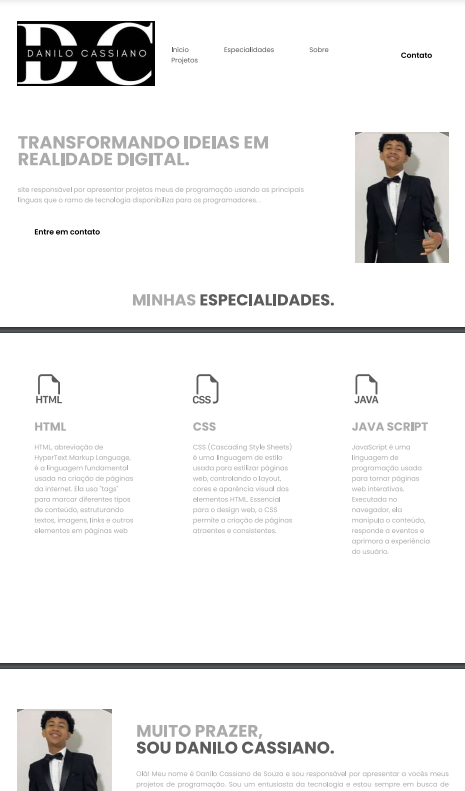 DC
DANILO CASSIANO
Inicio
Especialidades
Sobre
Projetos
Contato
TRANSFORMANDO IDEIAS EM
REALIDADE DIGITAL.
site responsável por apresentar projetos meus de programação usando as principais
linguas que o ramo de tecnologia disponibiliza para os programadores. .
Entre em contato
MINHAS ESPECIALIDADES.
HTML
HTML
HTML, abreviação de
HyperText Markup Language,
é a linguagem fundamental
usada na criação de páginas
da internet. Ela usa "tags"
para marcar diferentes tipos
de conteúdo, estruturando
textos, imagens, links e outros
elementos em páginas web
CSS
CSS
CSS (Cascading Style Sheets)
é uma linguagem de estilo
usada para estilizar páginas
web, controlando o layout,
cores e aparência visual dos
elementos HTML. Essencial
para o design web, o CSS
permite a criação de páginas
atraentes e consistentes.
JAVA
JAVA SCRIPT
JavaScript é uma
linguagem de
programação usada
para tornar páginas
web interativas.
Executada no
navegador, ela
manipula o conteúdo,
responde a eventos e
aprimora a experiência
do usuário.
MUITO PRAZER,
SOU DANILO CASSIANO.
Olá! Meu nome é Danilo Cassiano de Souza e sou responsável por apresentar a vocês meus
projetos de programação. Sou um entusiasta da tecnologia e estou sempre em busca de